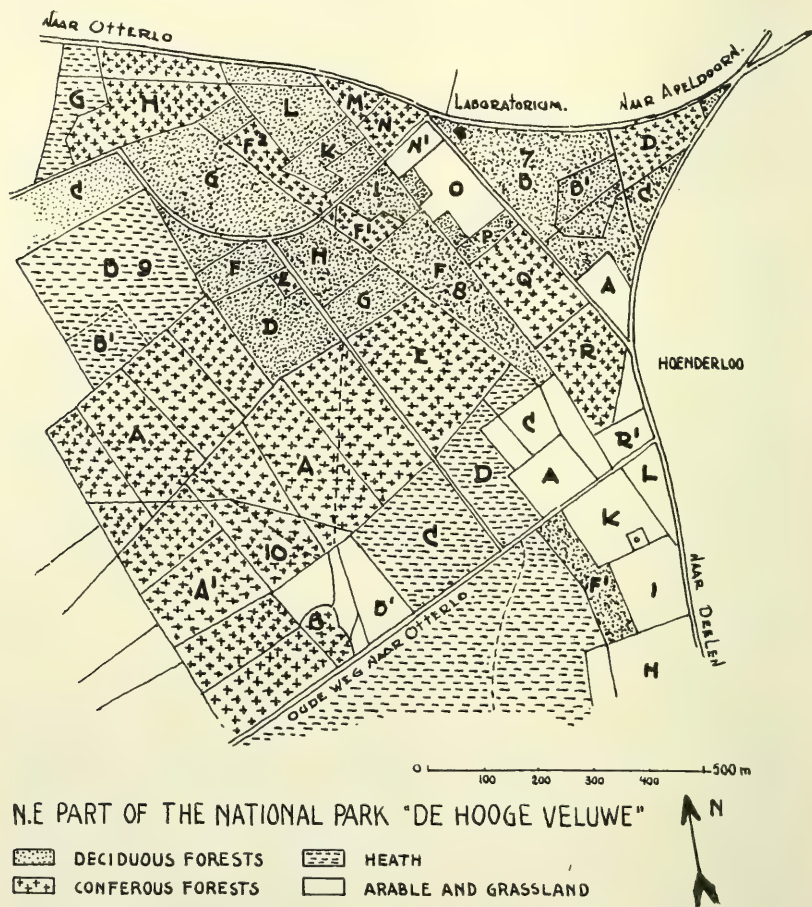 NAAR OTTERLO
LABORATORIUM.
NAAR APELDOORN.
G
H
L
M
N
N'
K
F2
G
C
I
O
7
B
B'
D
C
F'
P
A
B 9
B'
F
E
H
G
D
F
8
Q
R
E
HOENDERLOO
A
A
C
D
A
R'
L
K
10
C
A'
B
B'
F'
I
H
OUDE WEG NAAR OTTERLO
NAAR DEELEN
0 100 200 300 400 500 m
N.E PART OF THE NATIONAL PARK "DE HOOGE VELUWE"
N
DECIDUOUS FORESTS
HEATH
CONFEROUS FORESTS
ARABLE AND GRASSLAND